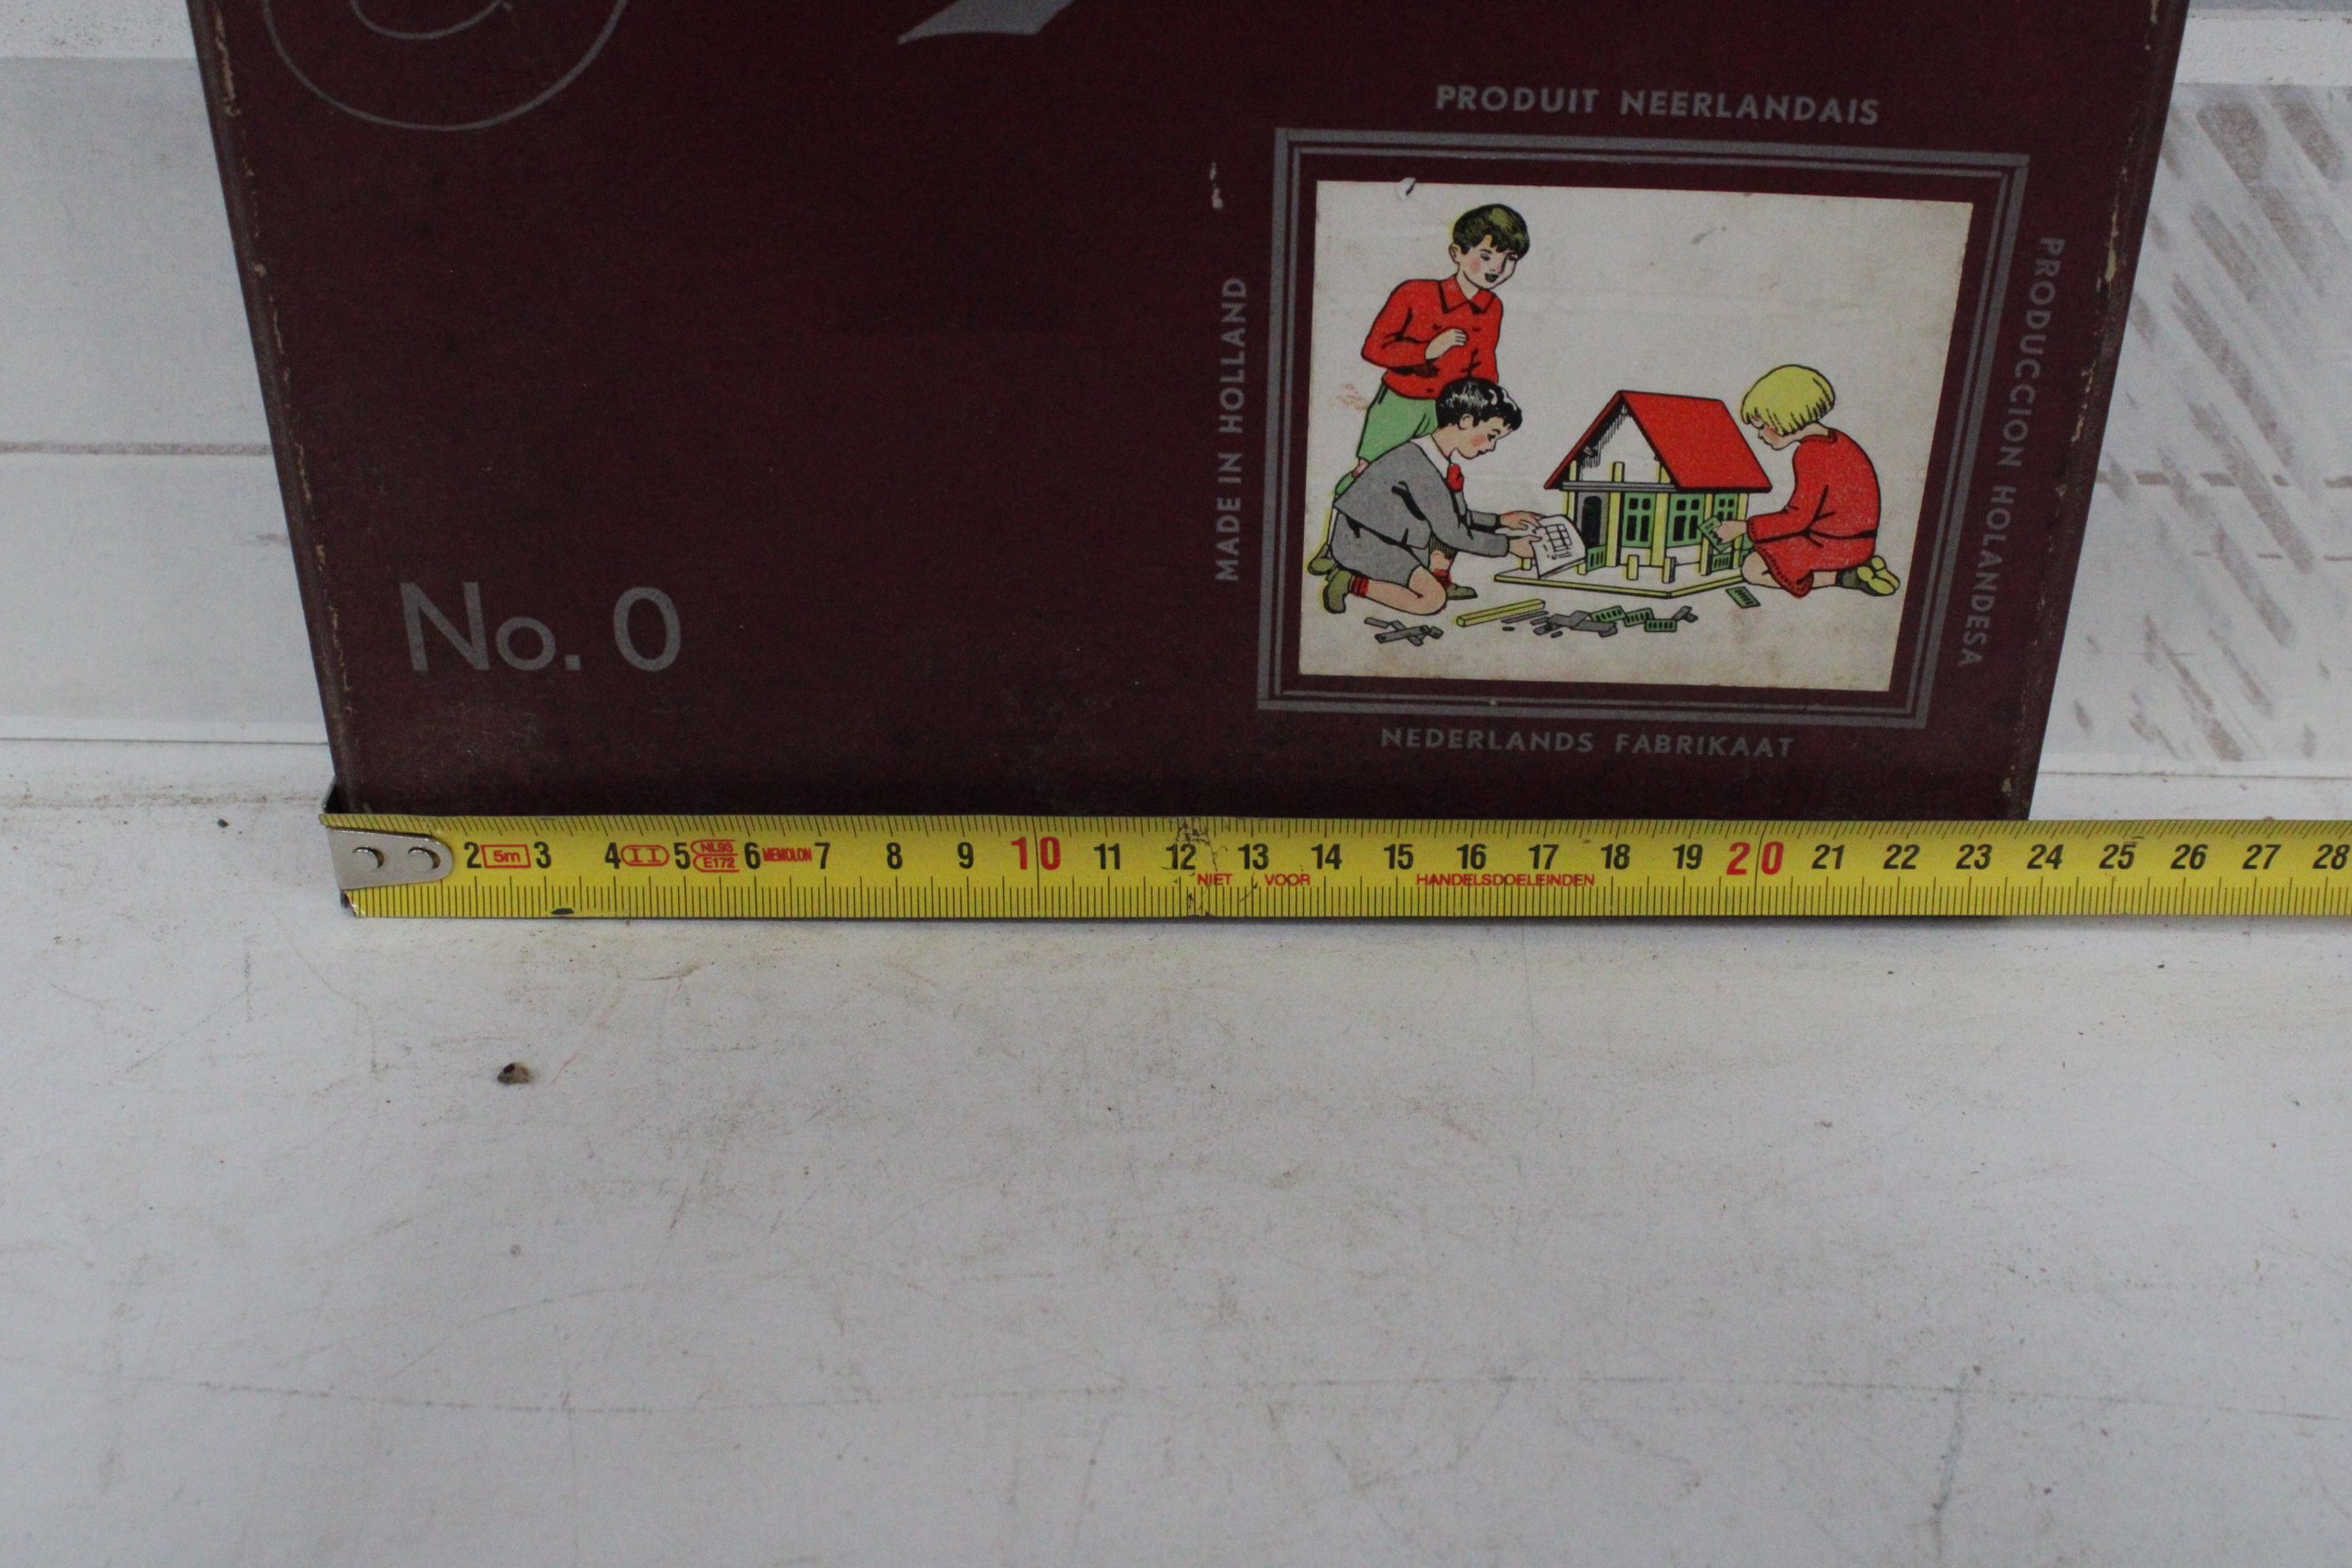 PRODUIT NEERLANDAIS
MADE IN HOLLAND
PRODUCCION HOLANDESA
No. 0
NEDERLANDS FABRIKAAT
2 5m 3 4 II 5 NL93 E172 6 MEMOLON 7 8 9 10 11 12 13 14 15 16 17 18 19 20 21 22 23 24 25 26 27 28
NIET VOOR HANDELSDOELEINDEN